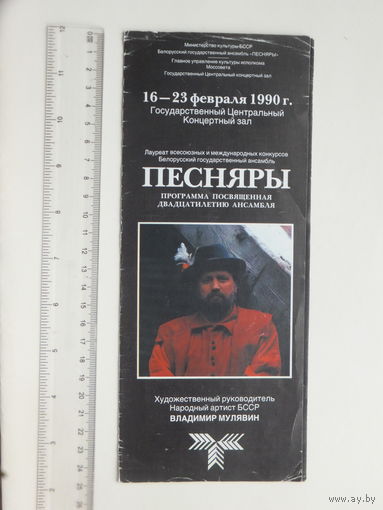 Министерство культуры БССР
Белорусский государственный ансамбль «ПЕСНЯРЫ»
Главное управление культуры исполкома
Моссовета
Государственный Центральный концертный зал
16—23 февраля 1990 г.
Государственный Центральный
Концертный зал
Лауреат всесоюзных и международных конкурсов
Белорусский государственный ансамбль
ПЕСНЯРЫ
ПРОГРАММА ПОСВЯЩЕННАЯ
ДВАДЦАТИЛЕТИЮ АНСАМБЛЯ
Художественный руководитель
Народный артист БССР
ВЛАДИМИР МУЛЯВИН
www.ay.by